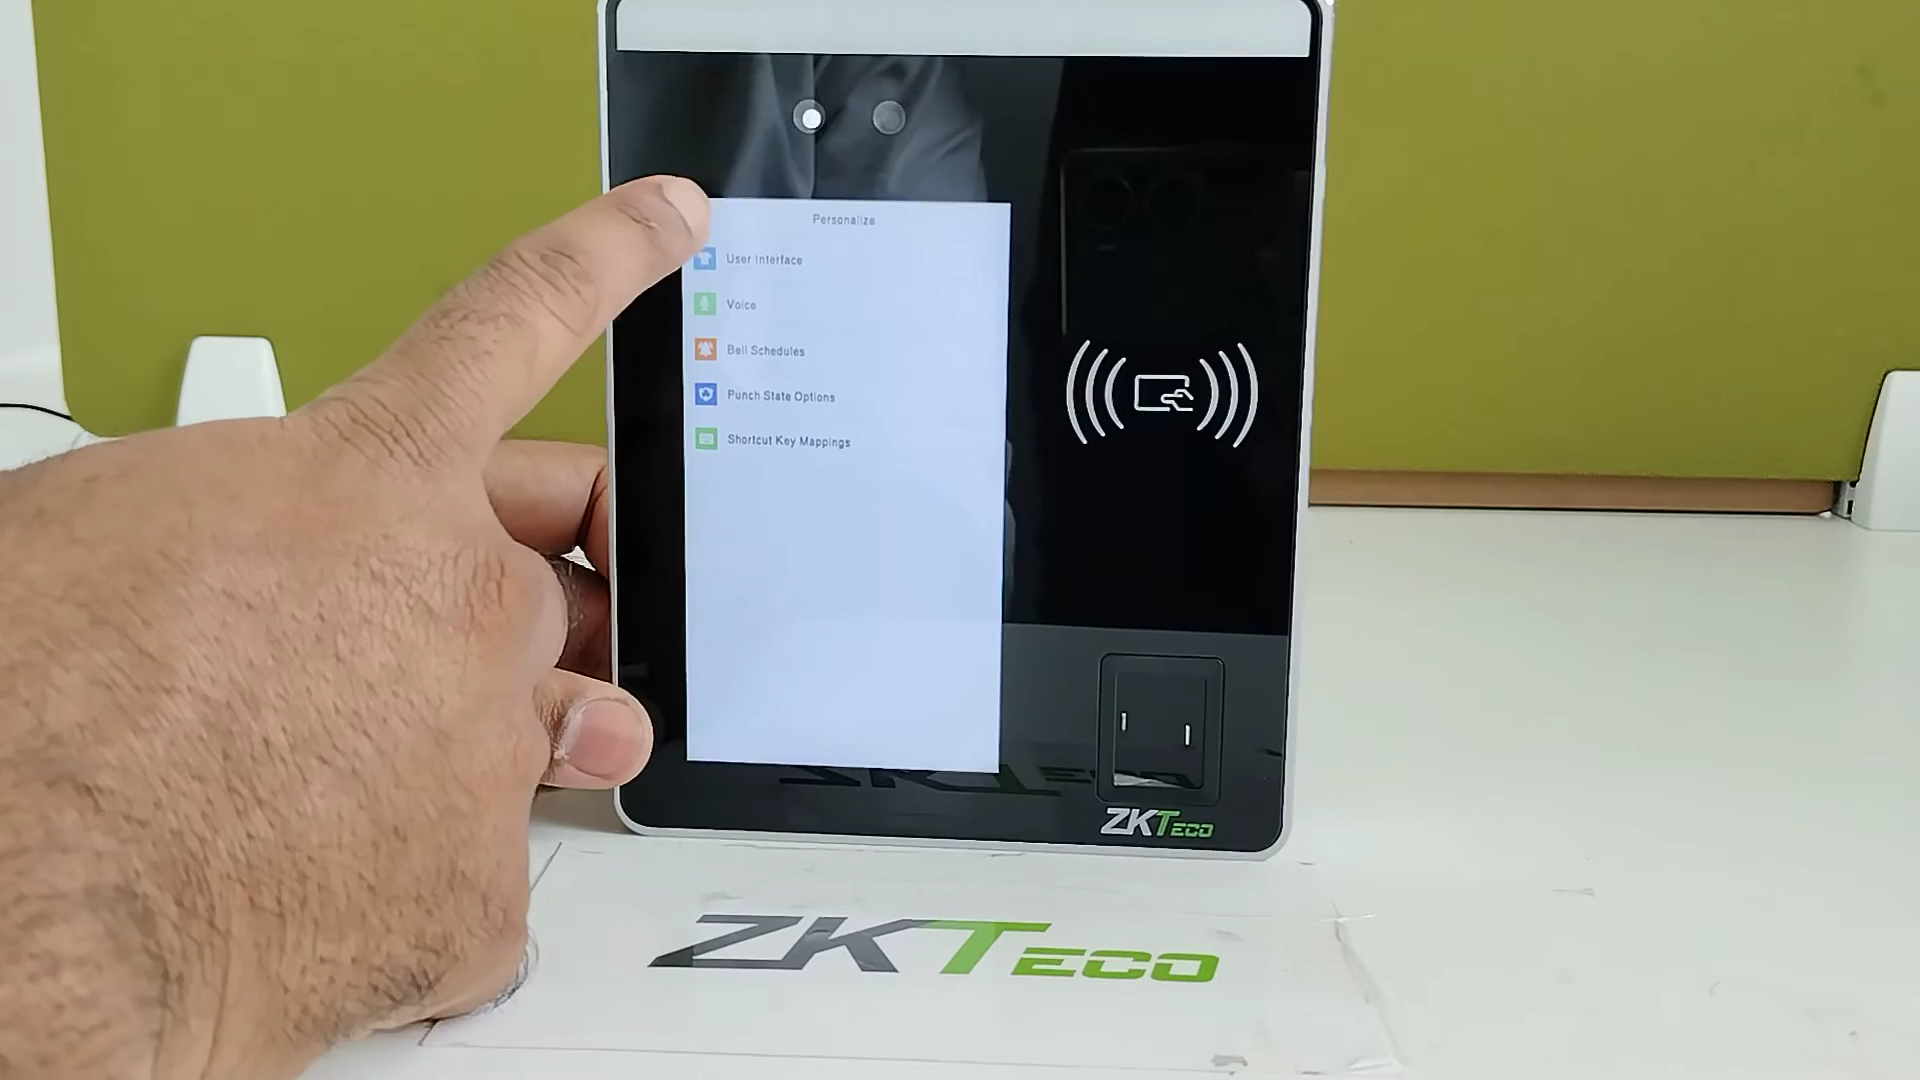 Personalize
User Interface
Voice
Bell Schedules
Punch State Options
Shortcut Key Mappings
ZKTECO
ZKTECO